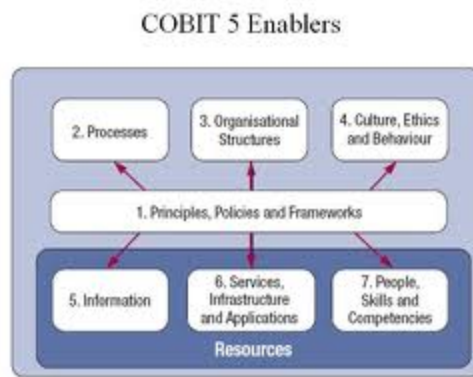 COBIT 5 Enablers
2. Processes
3. Organisational
Structures
4. Culture, Ethics
and Behaviour
1. Principles, Policies and Frameworks
5. Information
6. Services,
Infrastructure
and Applications
7. People,
Skills and
Competencies
Resources